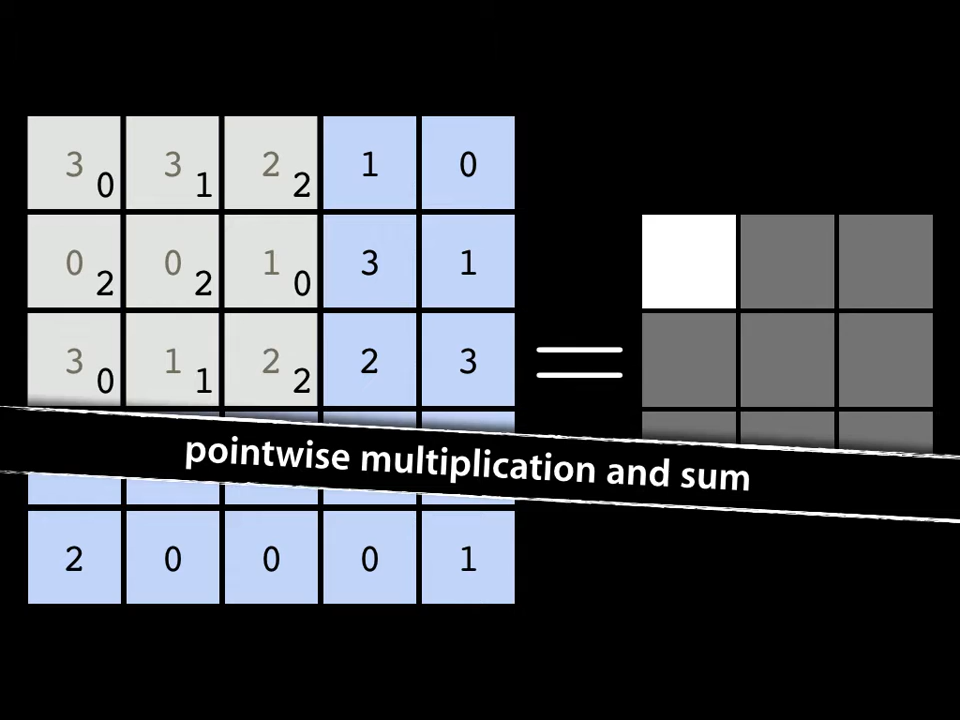 3 0 3 1 2 2 1 0
0 2 0 2 1 0 3 1
3 0 1 1 2 2 2 3
pointwise multiplication and sum
2 0 0 0 1